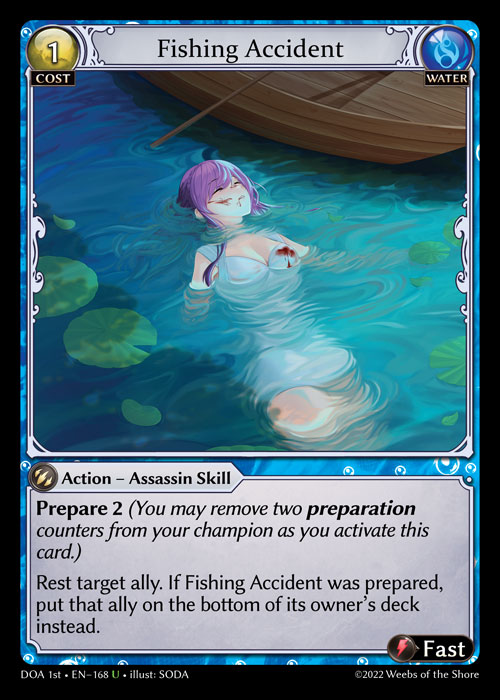 1
Fishing Accident
COST
WATER
Action – Assassin Skill
Prepare 2 (You may remove two preparation
counters from your champion as you activate this
card.)
Rest target ally. If Fishing Accident was prepared,
put that ally on the bottom of its owner's deck
instead.
Fast
DOA 1st • EN–168 U • illust: SODA
©2022 Weebs of the Shore